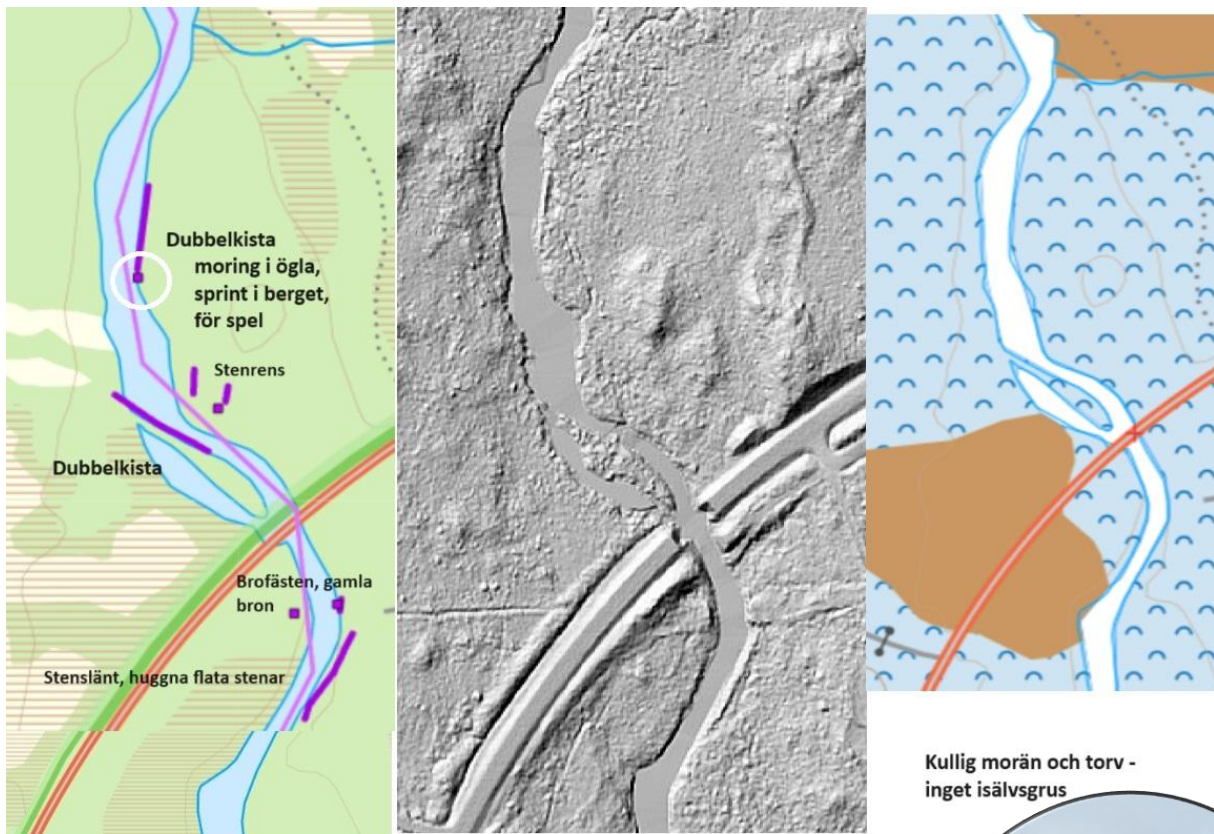 Dubbelkista
moring i ögla,
sprint i berget,
för spel
Stenrens
Dubbelkista
Brofästen, gamla
bron
Stenslänt, huggna flata stenar
Kullig morän och torv -
inget isälvsgrus